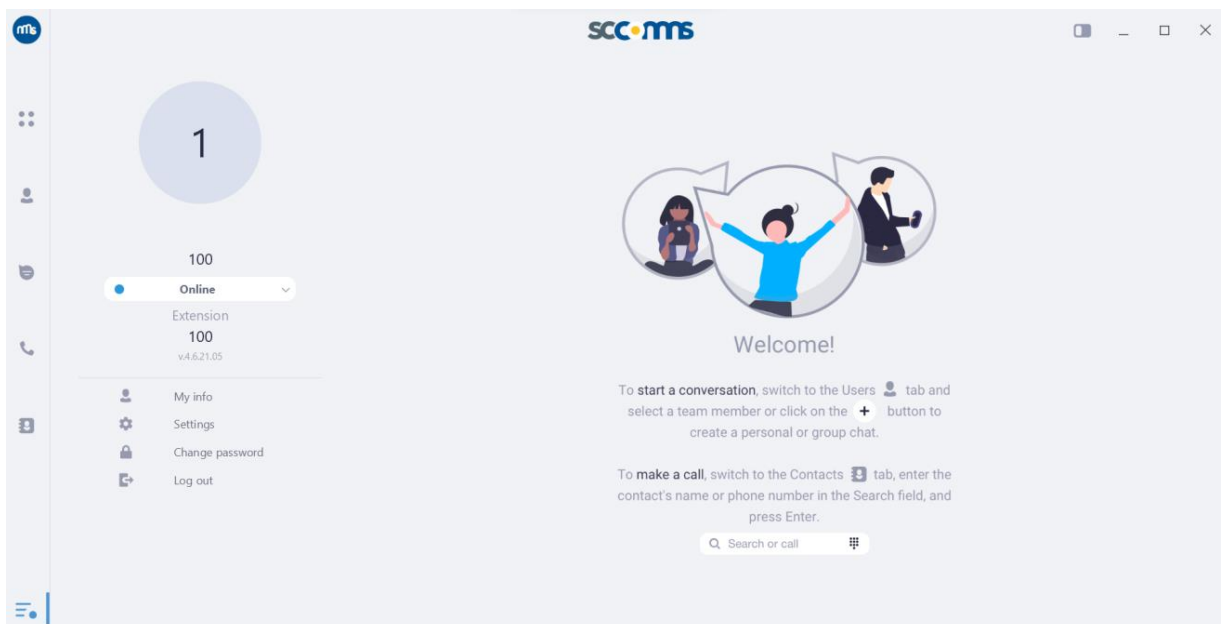 ms
sccomms
1
100
Online
Extension
100
v.4.6.21.05
My info
Settings
Change password
Log out
Welcome!
To start a conversation, switch to the Users tab and
select a team member or click on the + button to
create a personal or group chat.
To make a call, switch to the Contacts tab, enter the
contact's name or phone number in the Search field, and
press Enter.
Search or call